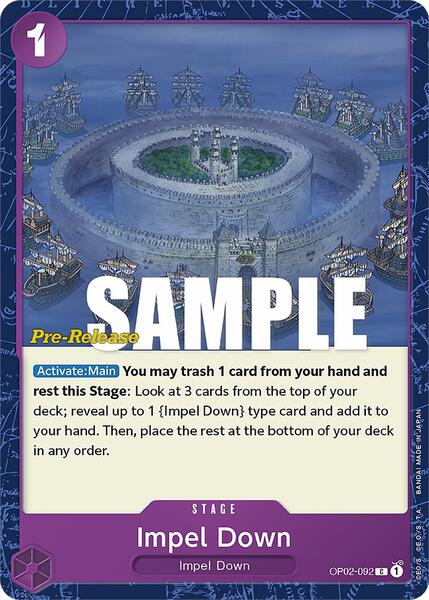 1
SAMPLE
Pre-Release
Activate:Main You may trash 1 card from your hand and
rest this Stage: Look at 3 cards from the top of your
deck; reveal up to 1 {Impel Down} type card and add it to
your hand. Then, place the rest at the bottom of your deck
in any order.
STAGE
Impel Down
Impel Down
OP02-092 C 1
BANDAI MADE IN JAPAN